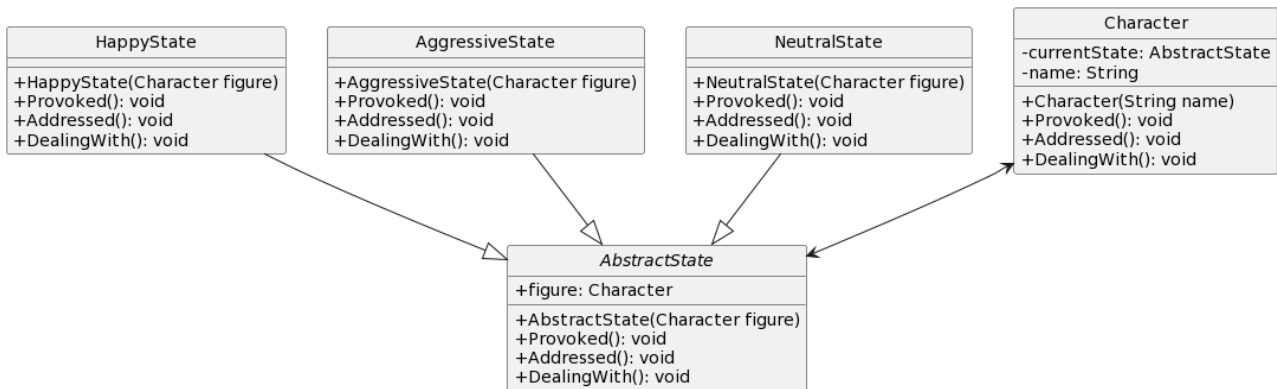 HappyState
+HappyState(Character figure)
+Provoked(): void
+Addressed(): void
+DealingWith(): void
AggressiveState
+AggressiveState(Character figure)
+Provoked(): void
+Addressed(): void
+DealingWith(): void
NeutralState
+NeutralState(Character figure)
+Provoked(): void
+Addressed(): void
+DealingWith(): void
Character
-currentState: AbstractState
-name: String
+Character(String name)
+Provoked(): void
+Addressed(): void
+DealingWith(): void
AbstractState
+figure: Character
+AbstractState(Character figure)
+Provoked(): void
+Addressed(): void
+DealingWith(): void